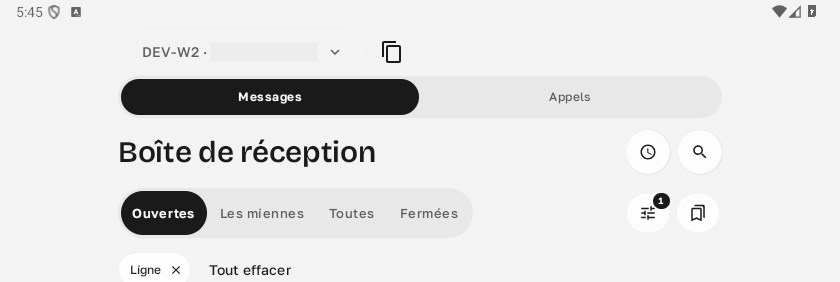 5:45
DEV-W2 ·
Messages Appels
Boîte de réception
Ouvertes Les miennes Toutes Fermées
1
Ligne Tout effacer